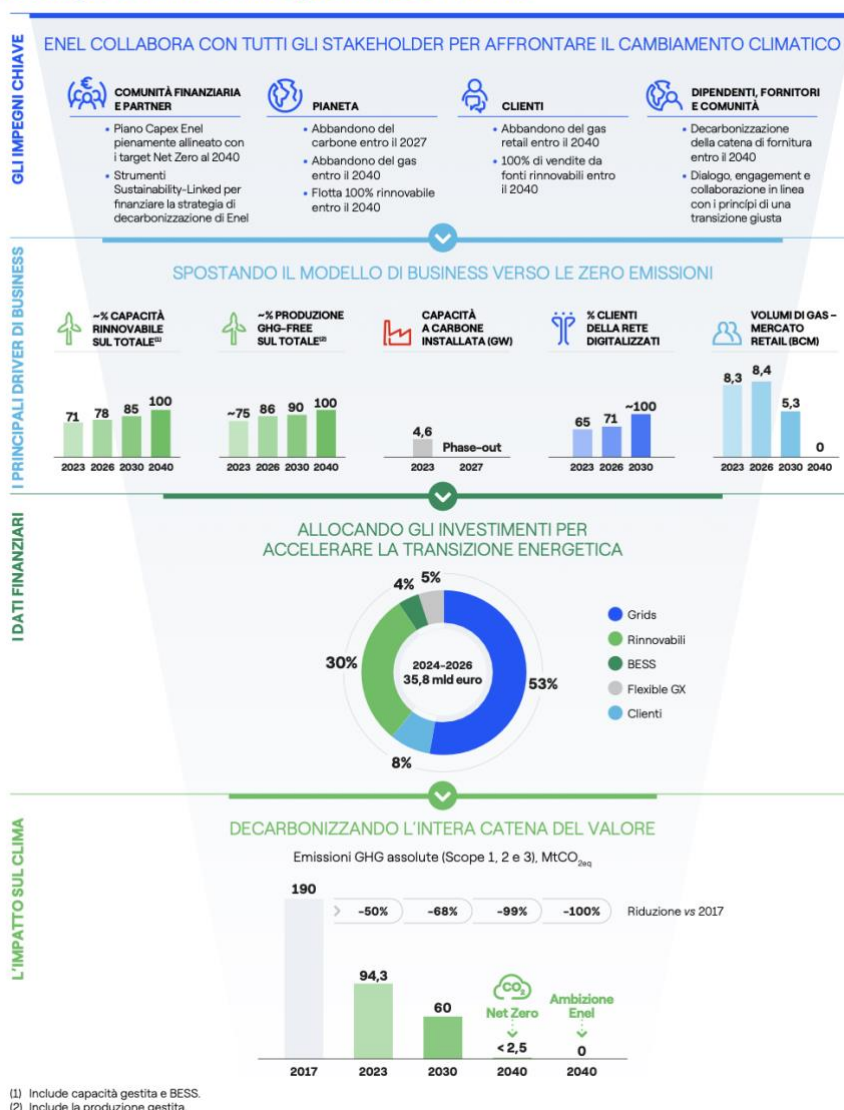 GLI IMPEGNI CHIAVE
ENEL COLLABORA CON TUTTI GLI STAKEHOLDER PER AFFRONTARE IL CAMBIAMENTO CLIMATICO
COMUNITÀ FINANZIARIA
E PARTNER
• Piano Capex Enel
pienamente allineato con
i target Net Zero al 2040
• Strumenti
Sustainability-Linked per
finanziare la strategia di
decarbonizzazione di Enel
PIANETA
• Abbandono del
carbone entro il 2027
• Abbandono del gas
entro il 2040
• Flotta 100% rinnovabile
entro il 2040
CLIENTI
• Abbandono del gas
retail entro il 2040
• 100% di vendite da
fonti rinnovabili entro
il 2040
DIPENDENTI, FORNITORI
E COMUNITÀ
• Decarbonizzazione
della catena di fornitura
entro il 2040
• Dialogo, engagement e
collaborazione in linea
con i princípi di una
transizione giusta
I PRINCIPALI DRIVER DI BUSINESS
SPOSTANDO IL MODELLO DI BUSINESS VERSO LE ZERO EMISSIONI
~% CAPACITÀ
RINNOVABILE
SUL TOTALE(1)
71 78 85 100
2023 2026 2030 2040
~% PRODUZIONE
GHG-FREE
SUL TOTALE(2)
~75 86 90 100
2023 2026 2030 2040
CAPACITÀ
A CARBONE
INSTALLATA (GW)
4,6 Phase-out
2023 2027
% CLIENTI
DELLA RETE
DIGITALIZZATI
65 71 ~100
2023 2026 2030
VOLUMI DI GAS –
MERCATO
RETAIL (BCM)
8,3 8,4 5,3 0
2023 2026 2030 2040
I DATI FINANZIARI
ALLOCANDO GLI INVESTIMENTI PER
ACCELERARE LA TRANSIZIONE ENERGETICA
4% 5%
30%
2024-2026
35,8 mld euro
53%
8%
Grids
Rinnovabili
BESS
Flexible GX
Clienti
L'IMPATTO SUL CLIMA
DECARBONIZZANDO L'INTERA CATENA DEL VALORE
Emissioni GHG assolute (Scope 1, 2 e 3), MtCO2eq
190
-50% -68% -99% -100% Riduzione vs 2017
94,3
60
CO2
Net Zero
<2,5
Ambizione
Enel
0
2017 2023 2030 2040 2040
(1) Include capacità gestita e BESS.
(2) Include la produzione gestita.